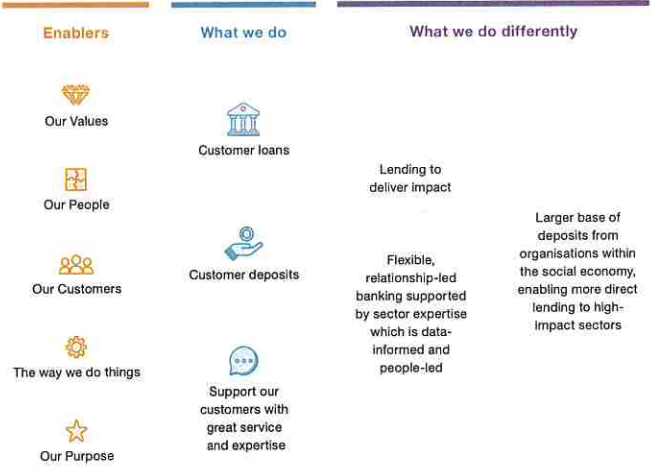 Enablers
Our Values
Our People
Our Customers
The way we do things
Our Purpose
What we do
Customer loans
Customer deposits
Support our
customers with
great service
and expertise
What we do differently
Lending to
deliver impact
Flexible,
relationship-led
banking supported
by sector expertise
which is data-
informed and
people-led
Larger base of
deposits from
organisations within
the social economy,
enabling more direct
lending to high-
impact sectors